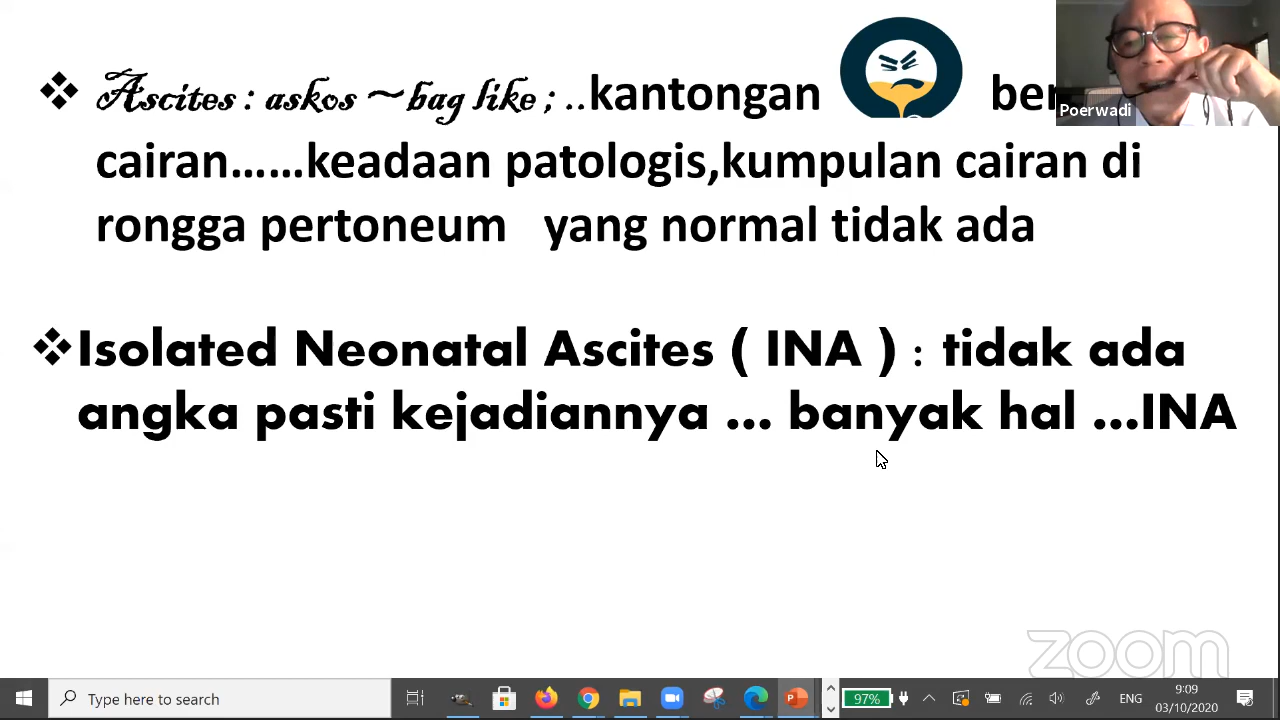 ❖ Ascites : askos ~bag like ; ..kantongan ber
Poerwadi
cairan……keadaan patologis,kumpulan cairan di
rongga pertoneum yang normal tidak ada
❖Isolated Neonatal Ascites ( INA ) : tidak ada
angka pasti kejadiannya ... banyak hal ...INA
zoom
Type here to search
97%
ENG
9:09
03/10/2020